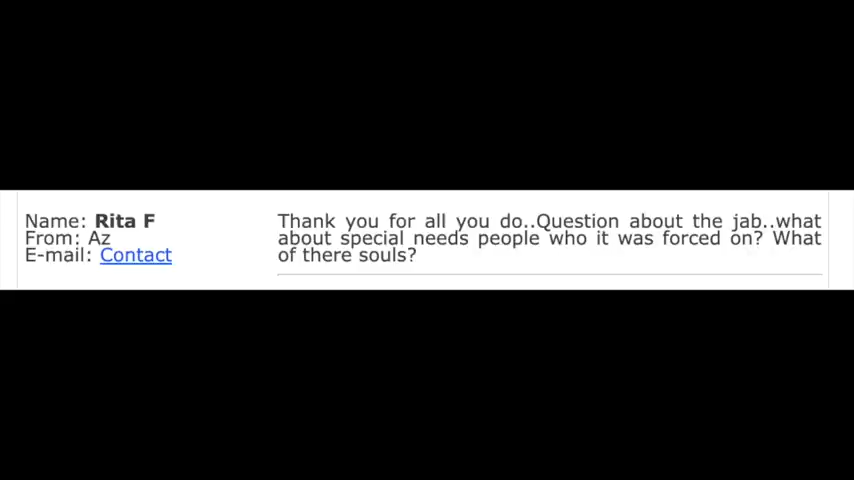 Name: Rita F
From: Az
E-mail: Contact
Thank you for all you do..Question about the jab..what
about special needs people who it was forced on? What
of there souls?